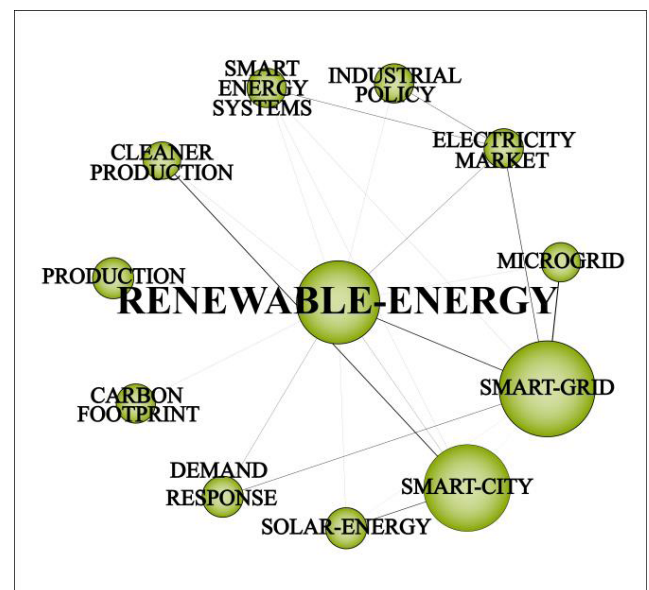 SMART
ENERGY
SYSTEMS
INDUSTRIAL
POLICY
CLEANER
PRODUCTION
ELECTRICITY
MARKET
MICROGRID
PRODUCTION
RENEWABLE-ENERGY
SMART-GRID
CARBON
FOOTPRINT
DEMAND
RESPONSE
SMART-CITY
SOLAR-ENERGY